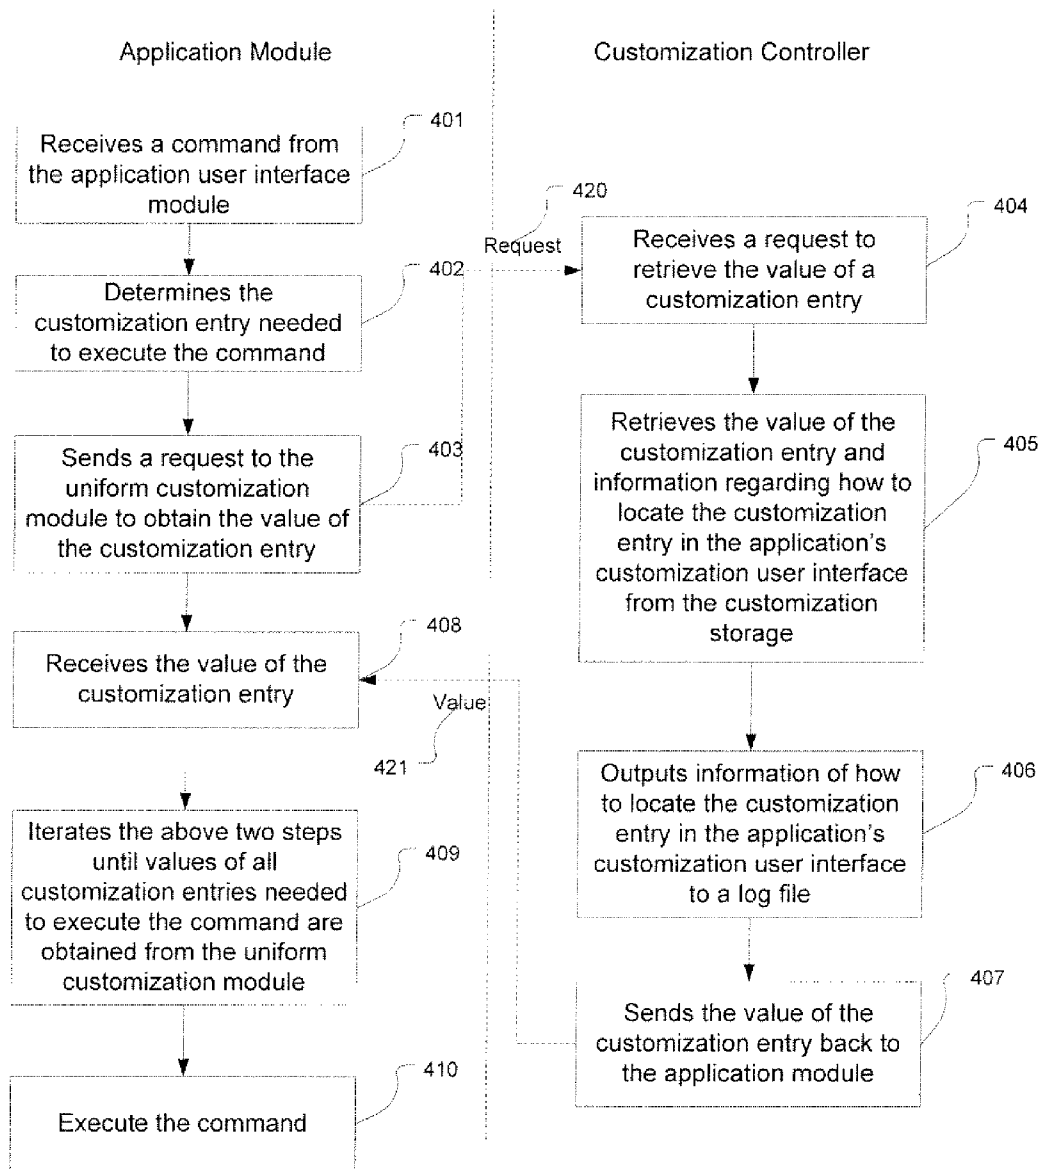 Application Module
Customization Controller
401
Receives a command from
the application user interface
module
402
Determines the
customization entry needed
to execute the command
403
Sends a request to the
uniform customization
module to obtain the value of
the customization entry
420
Request
404
Receives a request to
retrieve the value of a
customization entry
405
Retrieves the value of the
customization entry and
information regarding how to
locate the customization
entry in the application's
customization user interface
from the customization
storage
406
Outputs information of how
to locate the customization
entry in the application's
customization user interface
to a log file
407
Sends the value of the
customization entry back to
the application module
408
Receives the value of the
customization entry
Value
421
Iterates the above two steps
until values of all
customization entries needed
to execute the command are
obtained from the uniform
customization module
409
410
Execute the command